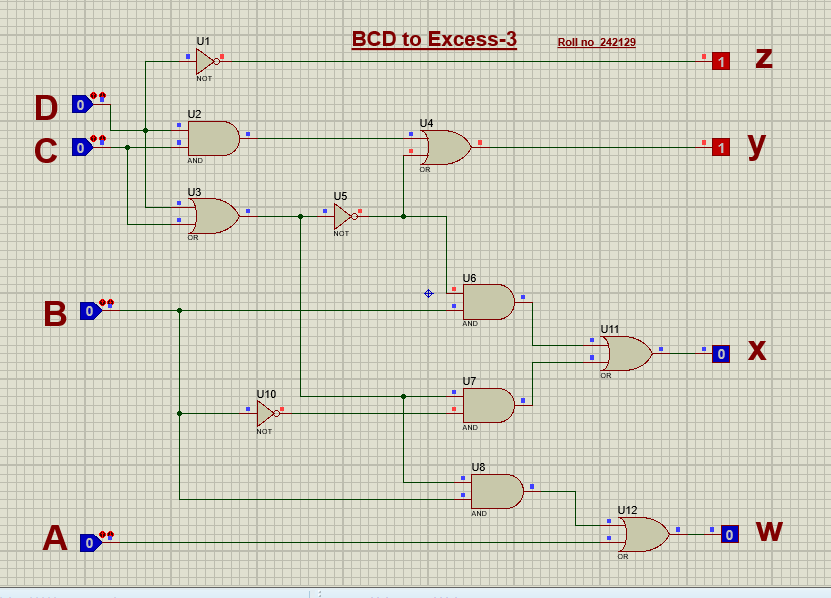 BCD to Excess-3
Roll no 242129
U1
NOT
1
z
D
0
U2
AND
C
0
U4
OR
1
y
U3
OR
U5
NOT
B
0
U6
AND
U11
OR
0
x
U7
AND
U10
NOT
U8
AND
A
0
U12
OR
0
w